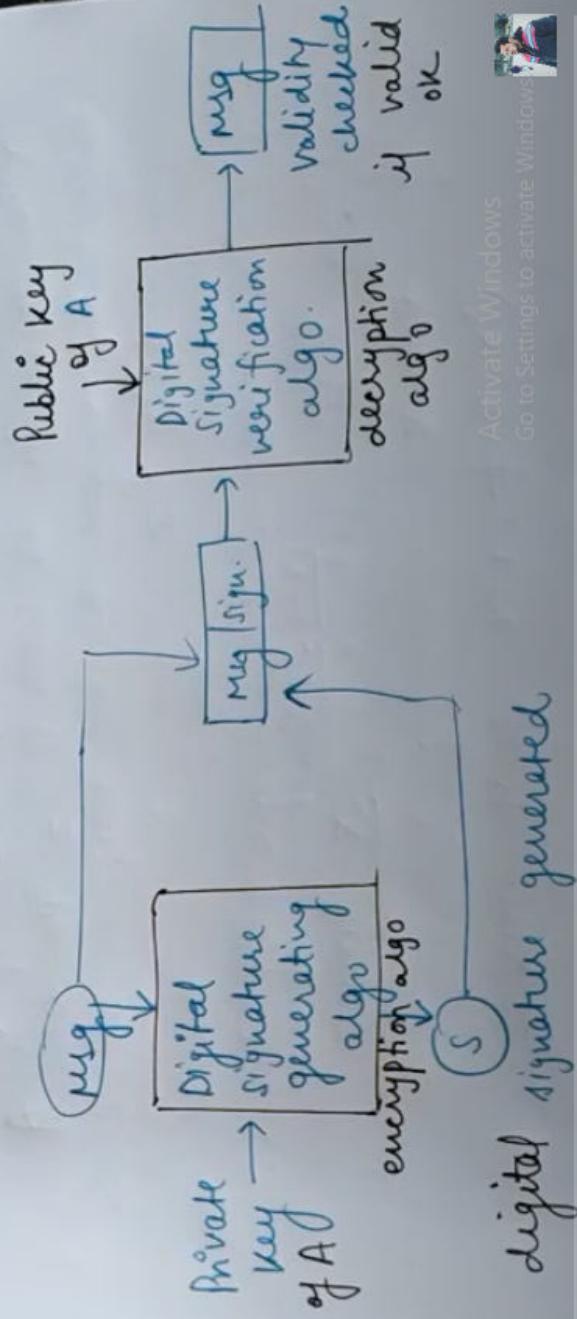 Msg
Private
key
of A
Digital
signature
generating
algo
encryption algo
S
digital signature generated
Msg sign.
Public key
of A
Digital
signature
verification
algo.
decryption
algo
Msg
validity
checked
if valid
ok
Activate Windows
Go to Settings to activate Windows